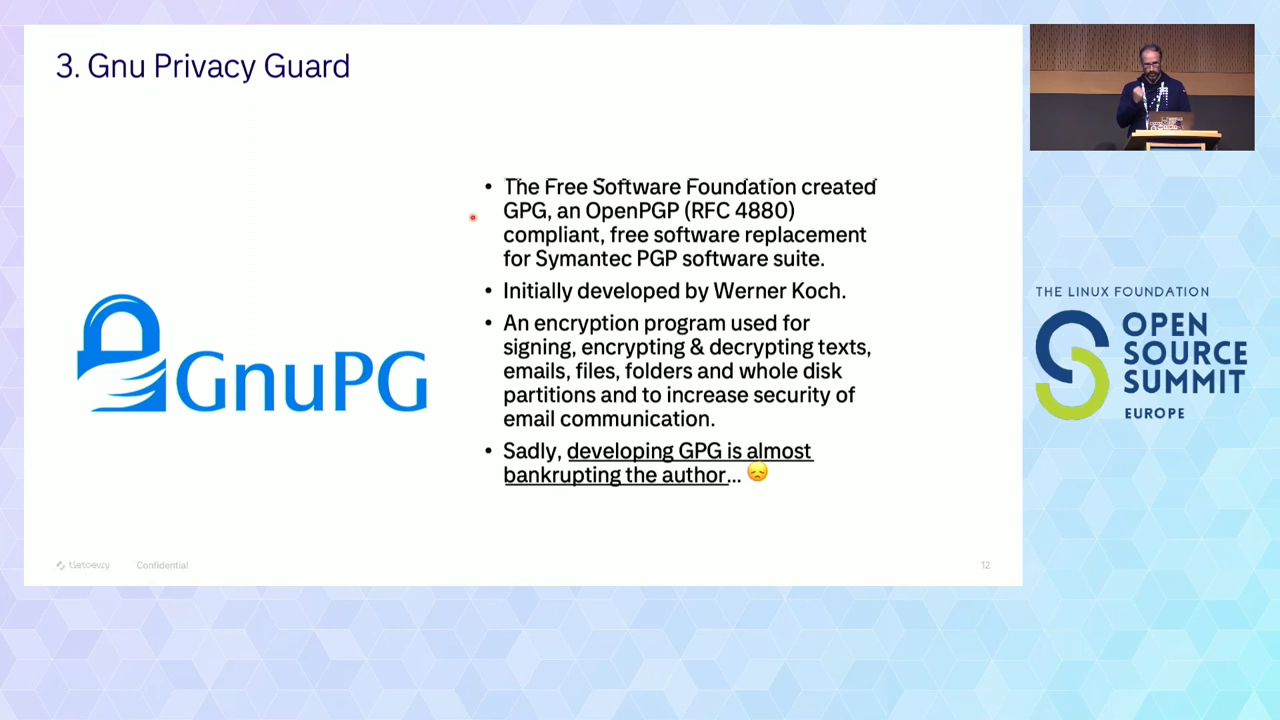 3. Gnu Privacy Guard
• The Free Software Foundation created
GPG, an OpenPGP (RFC 4880)
compliant, free software replacement
for Symantec PGP software suite.
• Initially developed by Werner Koch.
• An encryption program used for
signing, encrypting & decrypting texts,
emails, files, folders and whole disk
partitions and to increase security of
email communication.
• Sadly, developing GPG is almost
bankrupting the author... 😞
GnuPG
tietoevry Confidential
12
THE LINUX FOUNDATION
OPEN
SOURCE
SUMMIT
EUROPE